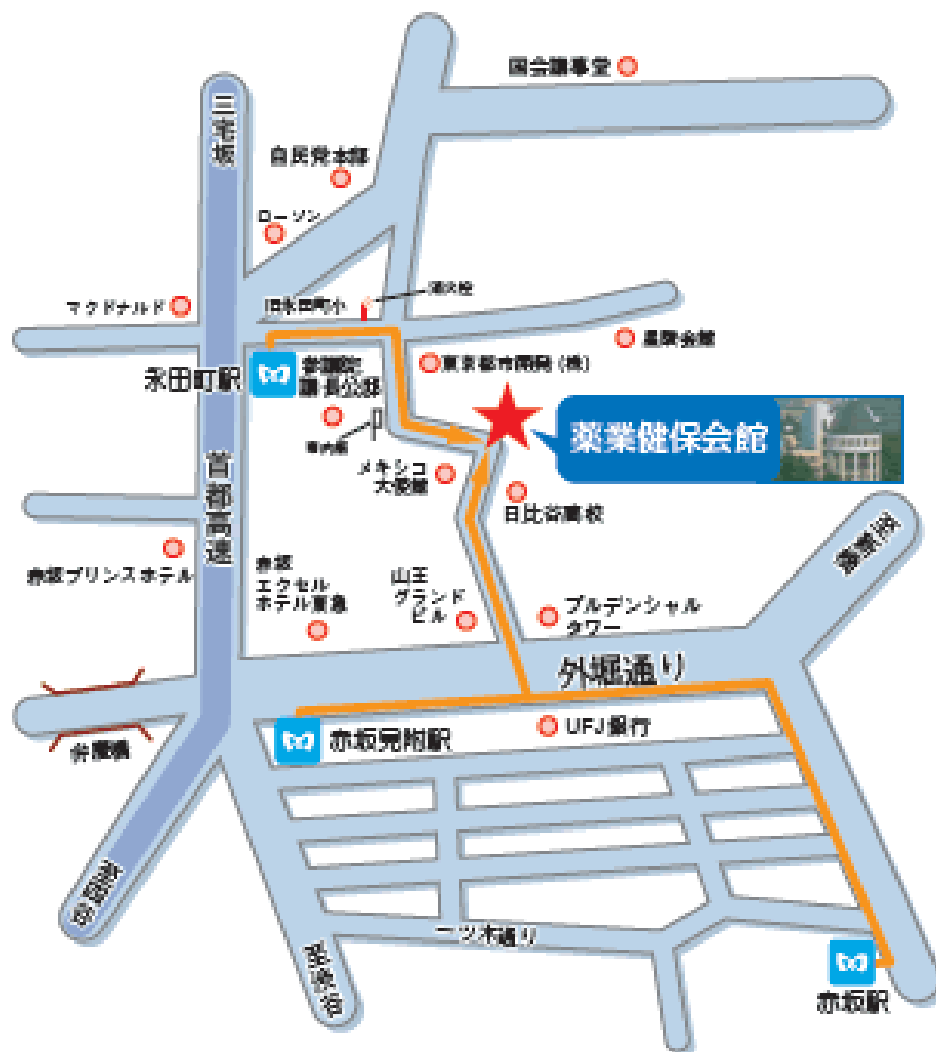 国会議事堂
三宅坂
自民党本部
ローソン
消火栓
マクドナルド
旧永田町小
星陵会館
東京都市開発(株)
永田町駅
参議院
議長公邸
薬業健保会館
案内板
メキシコ
大使館
首都高速
日比谷高校
赤坂プリンスホテル
赤坂
エクセル
ホテル東急
山王
グランド
ビル
プルデンシャル
タワー
外堀通り
赤坂見附駅
UFJ銀行
弁慶橋
一ツ木通り
至渋谷
赤坂駅